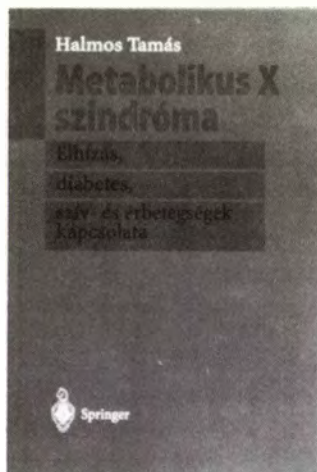 Halmos Tamás
Metabolikus X
szindróma
Elhízás,
diabetes,
szív- és érbetegségek
kapcsolata
Springer